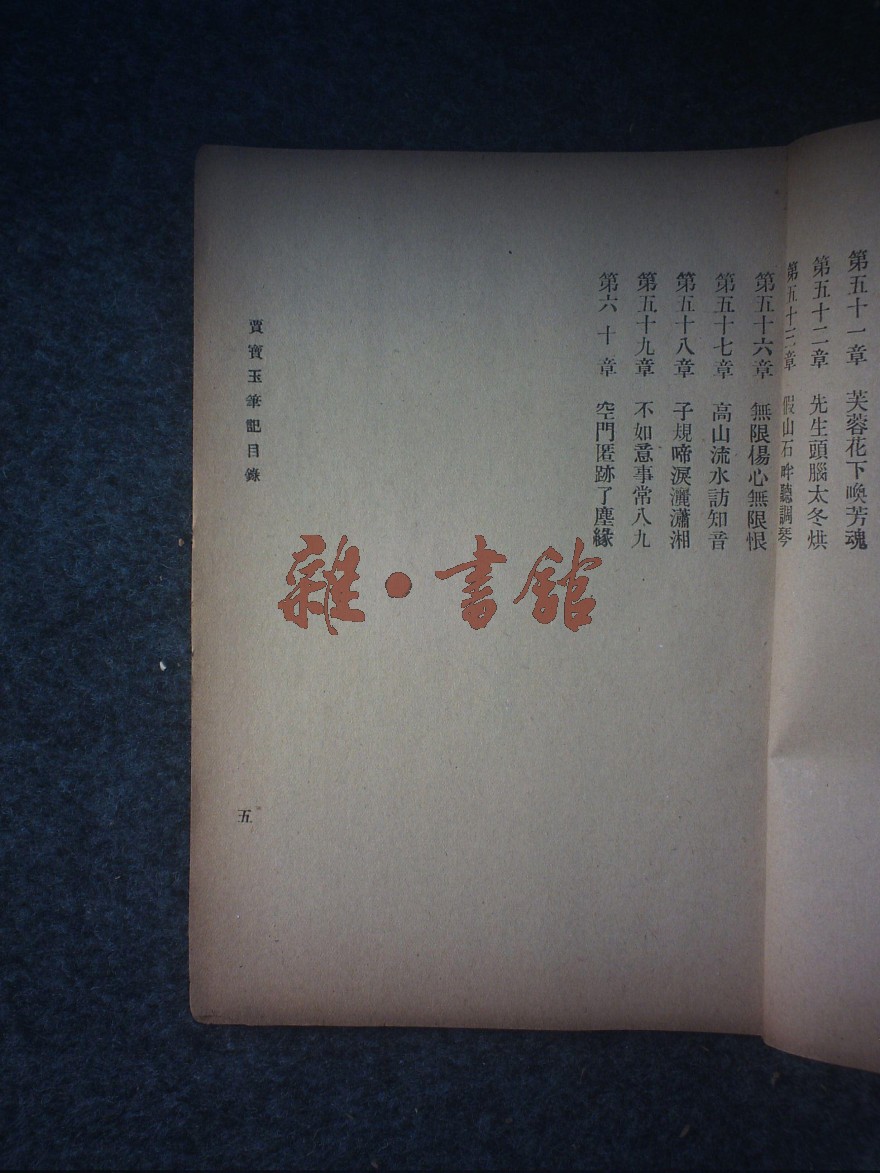 第五十一章　芙蓉花下喚芳魂
第五十二章　先生頭腦太冬烘
第五十三章　假山石畔聽調琴
第五十六章　無限傷心無限恨
第五十七章　高山流水訪知音
第五十八章　子規啼淚灑瀟湘
第五十九章　不如意事常八九
第六十章　空門匿跡了塵緣
賈寶玉筆記目錄
五
雜·書館